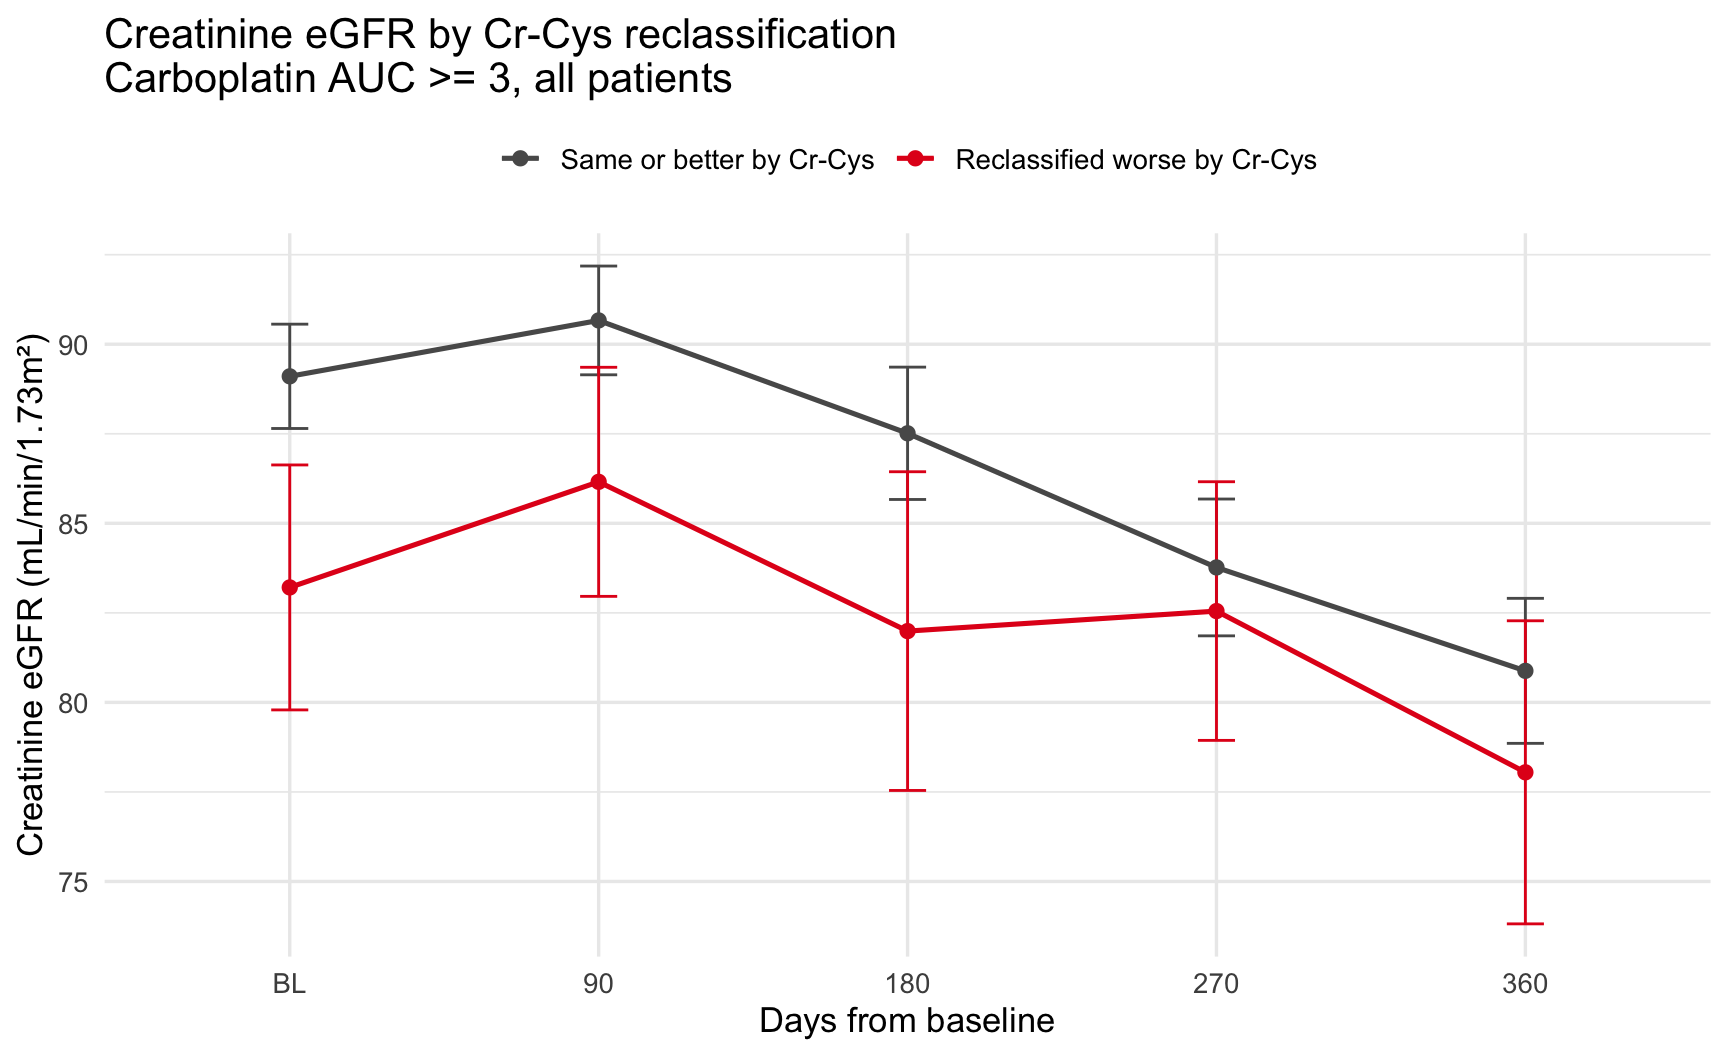 Creatinine eGFR by Cr-Cys reclassification
Carboplatin AUC >= 3, all patients
Same or better by Cr-Cys
Reclassified worse by Cr-Cys
Creatinine eGFR (mL/min/1.73m²)
90
85
80
75
BL
90
180
270
360
Days from baseline